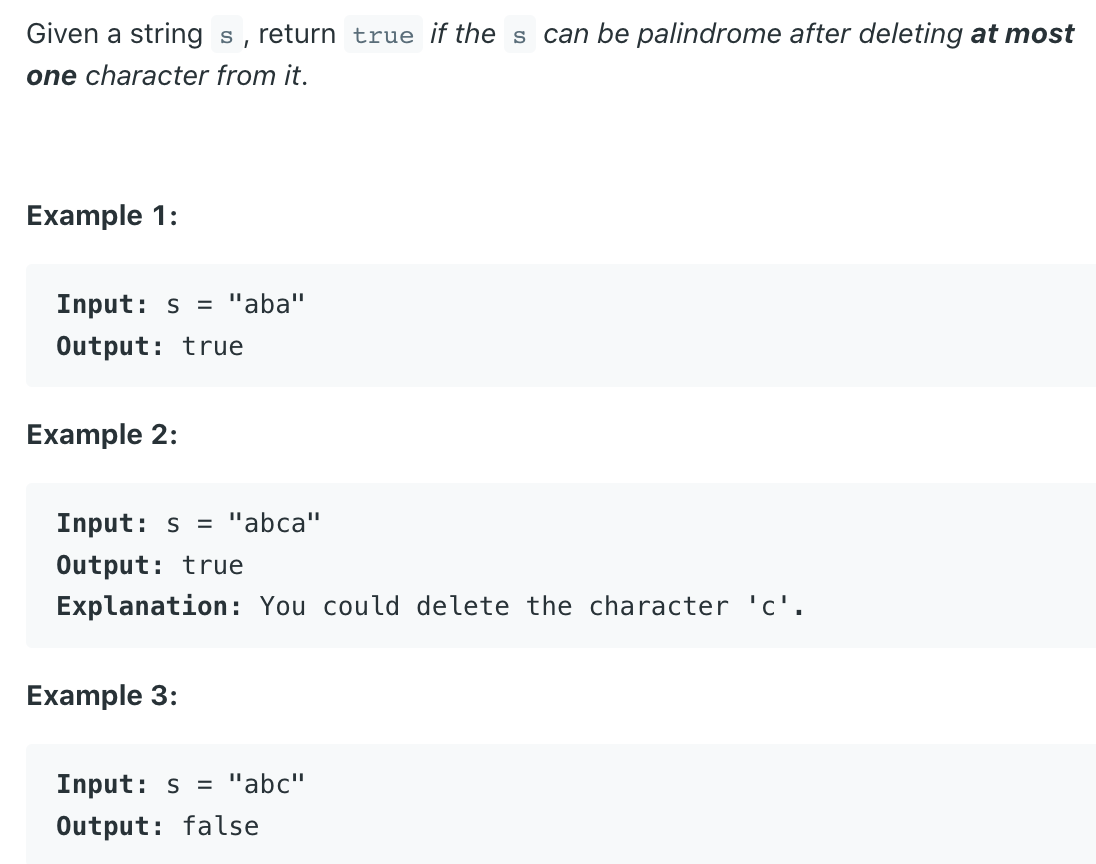 Given a string s, return true if the s can be palindrome after deleting at most
one character from it.
Example 1:
Input: s = "aba"
Output: true
Example 2:
Input: s = "abca"
Output: true
Explanation: You could delete the character 'c'.
Example 3:
Input: s = "abc"
Output: false